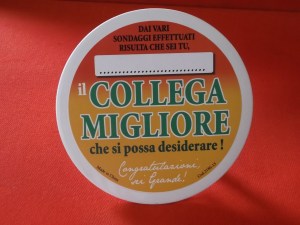 DAI VARI
SONDAGGI EFFETTUATI
RISULTA CHE SEI TU,
il COLLEGA
MIGLIORE
che si possa desiderare !
Congratulazioni,
sei Grande!